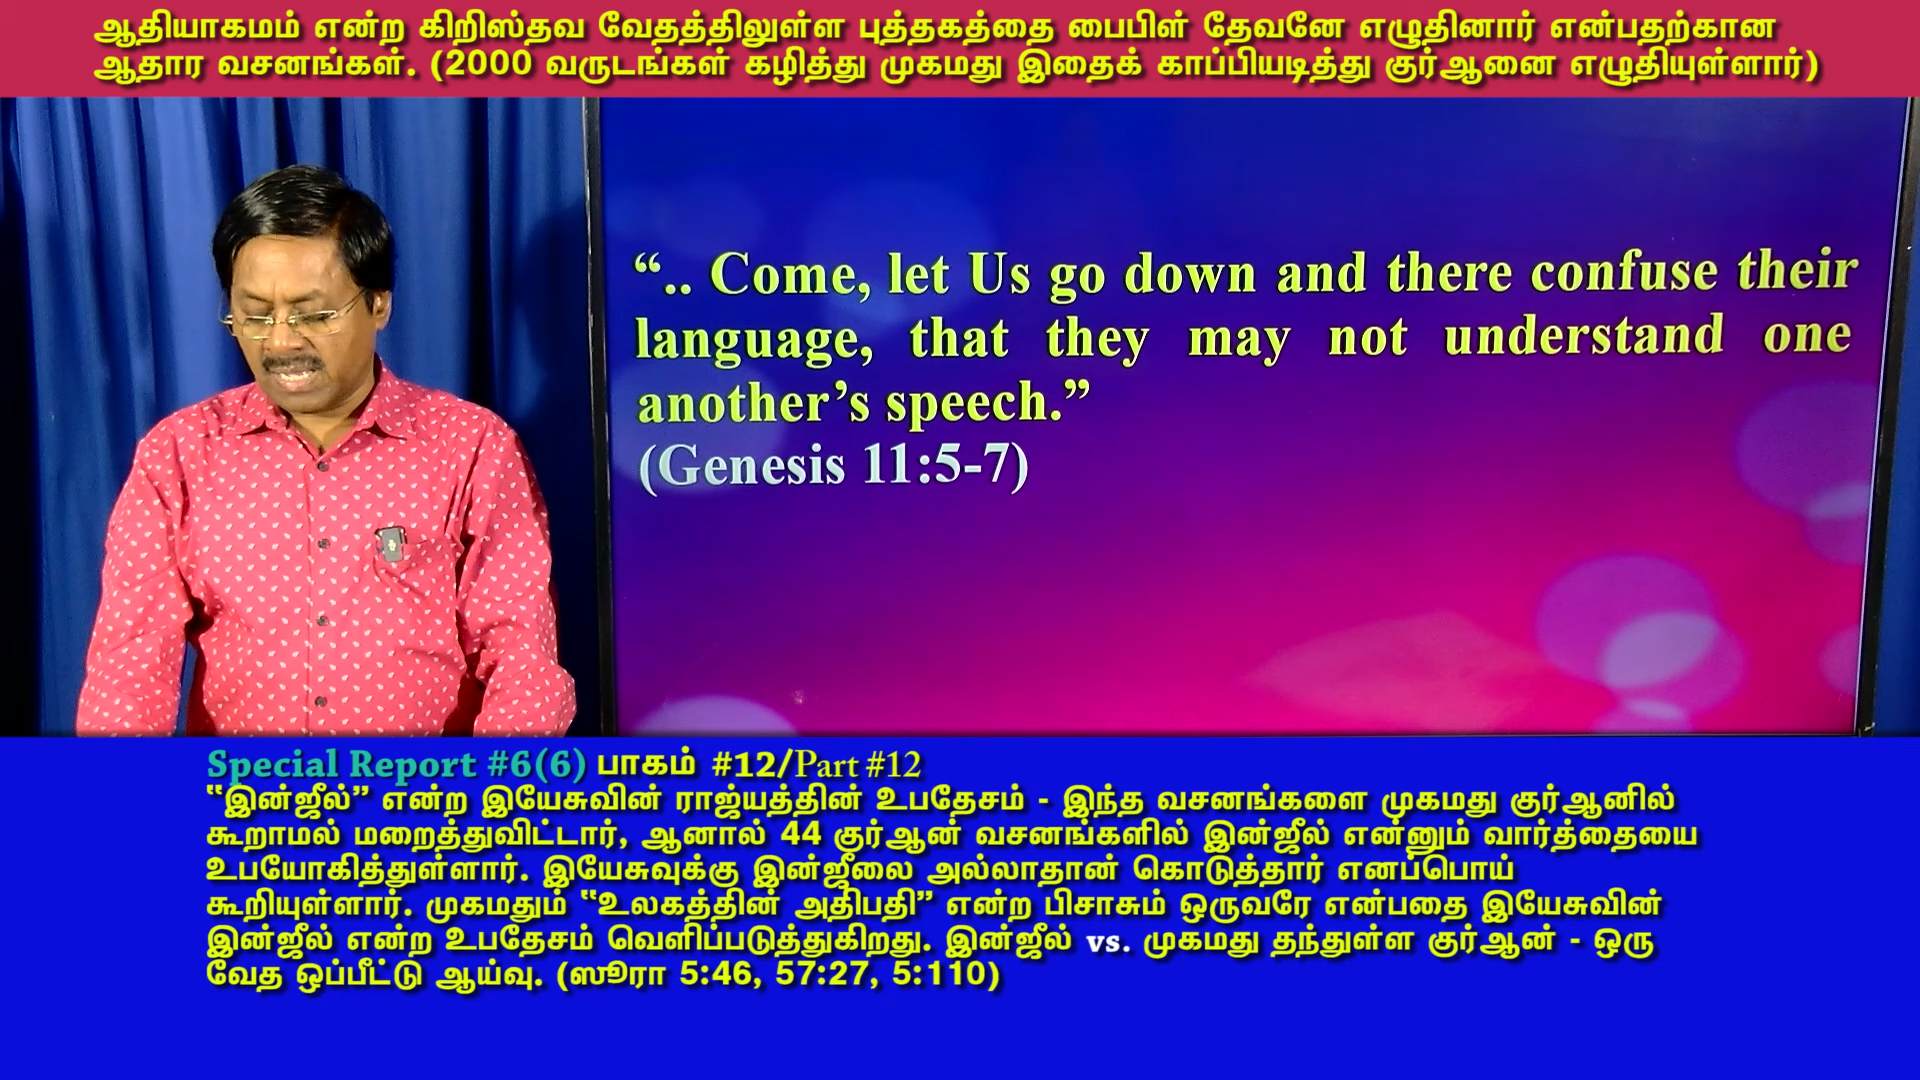 ஆதியாகமம் என்ற கிறிஸ்தவ வேதத்திலுள்ள புத்தகத்தை பைபிள் தேவனே எழுதினார் என்பதற்கான
ஆதார வசனங்கள். (2000 வருடங்கள் கழித்து முகமது இதைக் காப்பியடித்து குர்ஆனை எழுதியுள்ளார்)
“.. Come, let Us go down and there confuse their
language, that they may not understand one
another’s speech.”
(Genesis 11:5-7)
Special Report #6(6) பாகம் #12/Part #12
“இன்ஜீல்” என்ற இயேசுவின் ராஜ்யத்தின் உபதேசம் - இந்த வசனங்களை முகமது குர்ஆனில்
கூறாமல் மறைத்துவிட்டார், ஆனால் 44 குர்ஆன் வசனங்களில் இன்ஜீல் என்னும் வார்த்தையை
உபயோகித்துள்ளார். இயேசுவுக்கு இன்ஜீலை அல்லாதான் கொடுத்தார் எனப்பொய்
கூறியுள்ளார். முகமதும் “உலகத்தின் அதிபதி” என்ற பிசாசும் ஒருவரே என்பதை இயேசுவின்
இன்ஜீல் என்ற உபதேசம் வெளிப்படுத்துகிறது. இன்ஜீல் vs. முகமது தந்துள்ள குர்ஆன் - ஒரு
வேத ஒப்பீட்டு ஆய்வு. (ஸூரா 5:46, 57:27, 5:110)